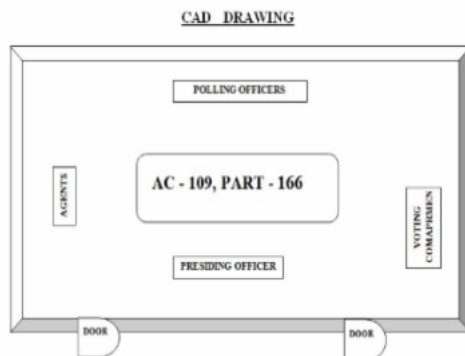 CAD DRAWING
POLLING OFFICERS
AGENTS
AC - 109, PART - 166
VOTING
COMAPRMEN
PRESIDING OFFICER
DOOR
DOOR